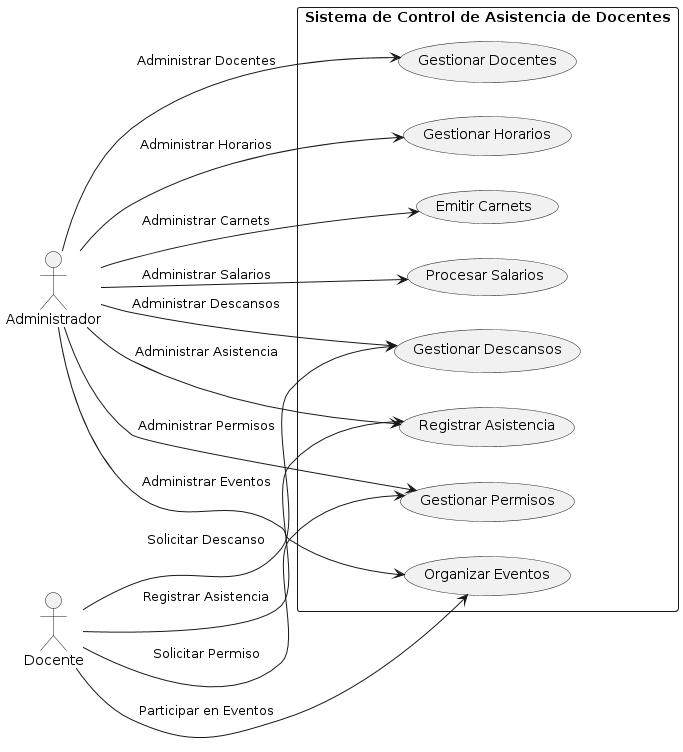 Sistema de Control de Asistencia de Docentes
Administrar Docentes
Gestionar Docentes
Administrar Horarios
Gestionar Horarios
Administrar Carnets
Emitir Carnets
Administrar Salarios
Procesar Salarios
Administrador
Administrar Descansos
Gestionar Descansos
Administrar Asistencia
Registrar Asistencia
Administrar Permisos
Gestionar Permisos
Administrar Eventos
Organizar Eventos
Solicitar Descanso
Registrar Asistencia
Docente
Solicitar Permiso
Participar en Eventos